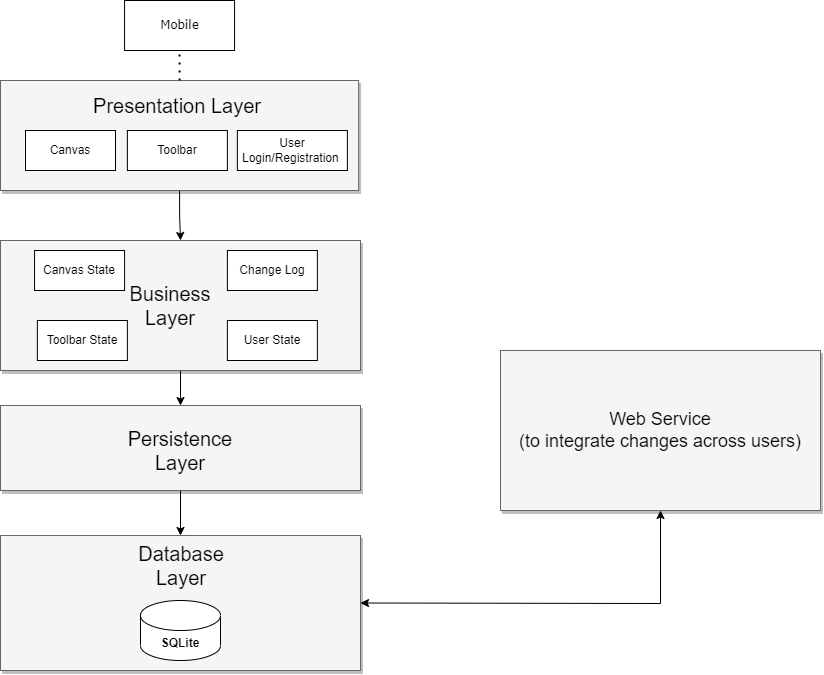 Mobile
Presentation Layer
Canvas
Toolbar
User
Login/Registration
Canvas State
Change Log
Business
Layer
Toolbar State
User State
Web Service
(to integrate changes across users)
Persistence
Layer
Database
Layer
SQLite